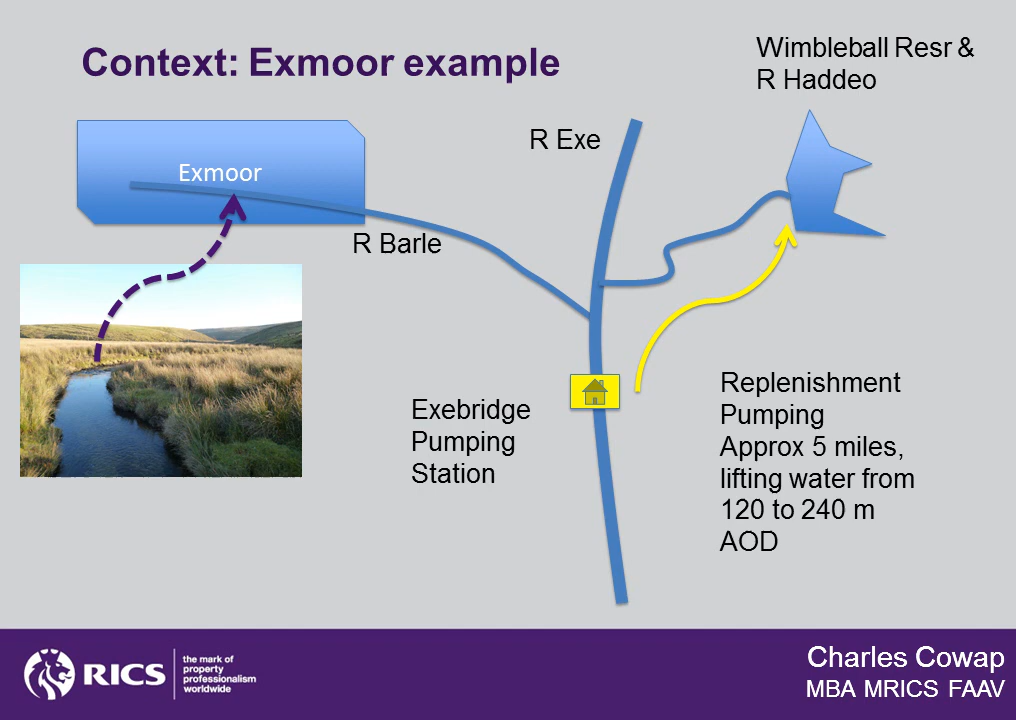 Context: Exmoor example
Wimbleball Resr &
R Haddeo
R Exe
Exmoor
R Barle
Exebridge
Pumping
Station
Replenishment
Pumping
Approx 5 miles,
lifting water from
120 to 240 m
AOD
RICS
the mark of
property
professionalism
worldwide
Charles Cowap
MBA MRICS FAAV